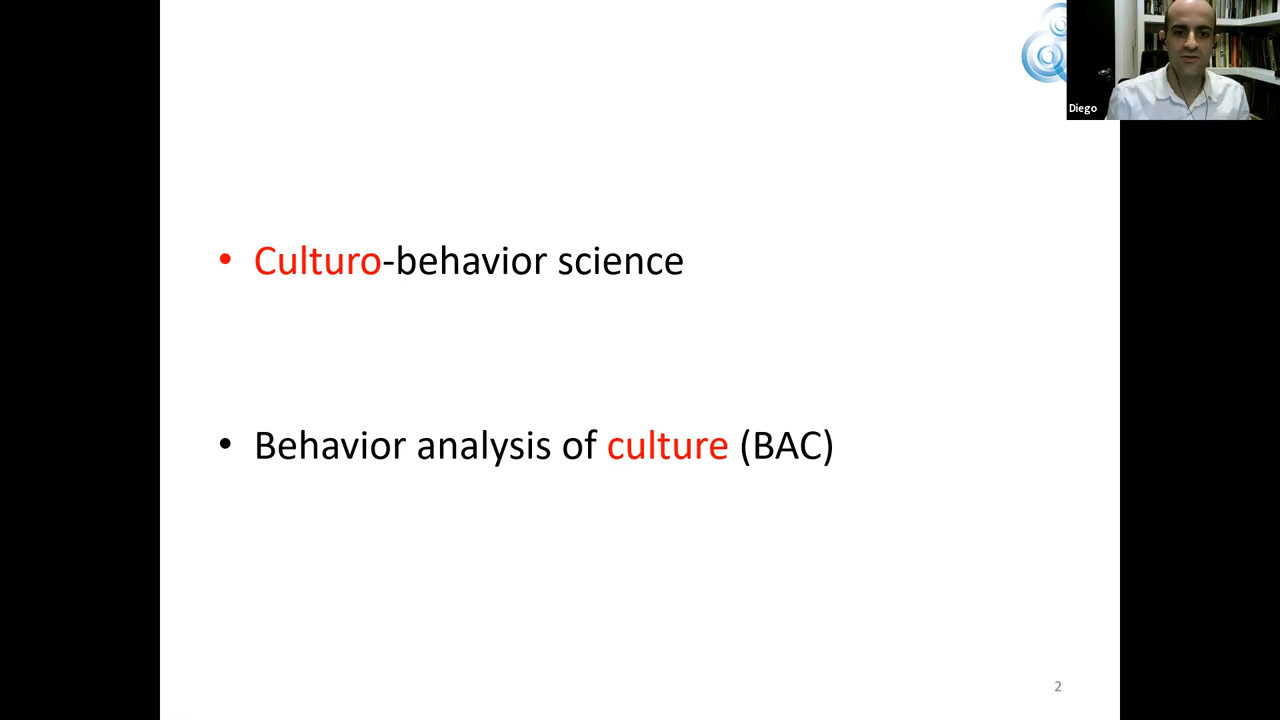 Diego
• Culturo-behavior science
• Behavior analysis of culture (BAC)
2